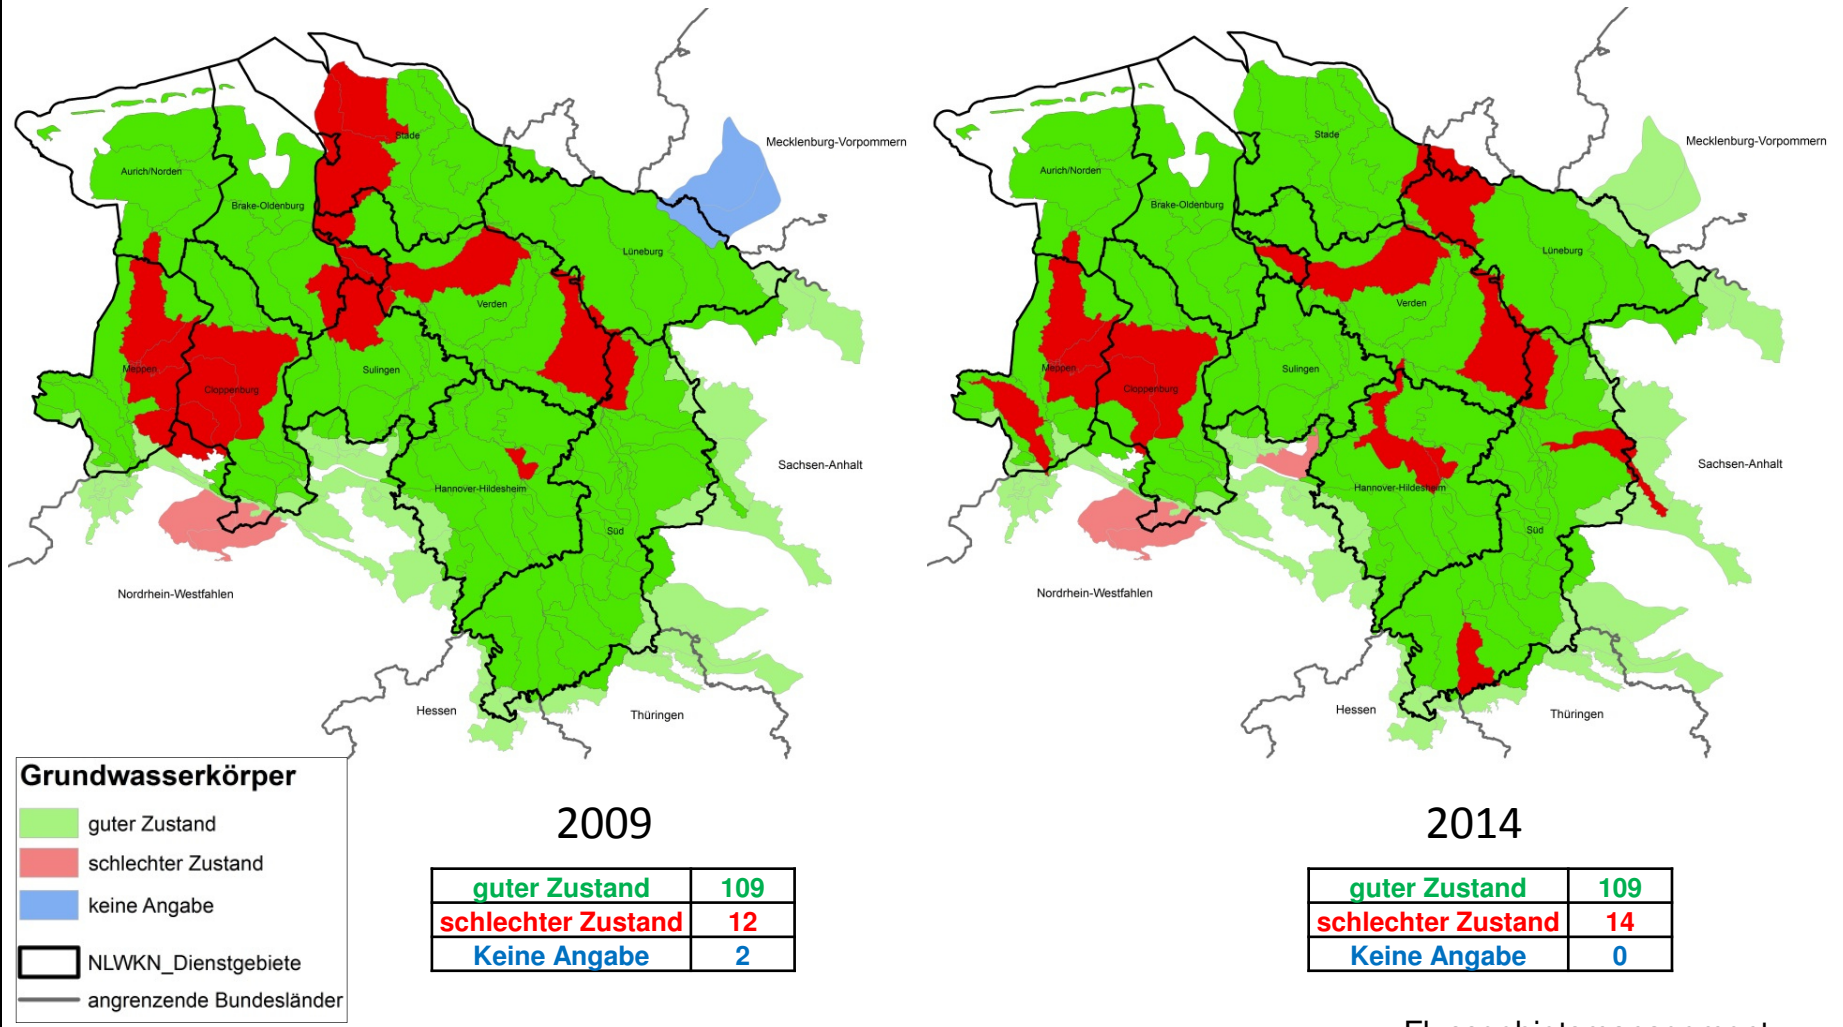 Mecklenburg-Vorpommern
Stade
Aurich/Norden
Brake-Oldenburg
Lüneburg
Verden
Meppen
Cloppenburg
Sulingen
Sachsen-Anhalt
Hannover-Hildesheim
Süd
Nordrhein-Westfahlen
Hessen
Thüringen
Mecklenburg-Vorpommern
Stade
Aurich/Norden
Brake-Oldenburg
Lüneburg
Verden
Meppen
Cloppenburg
Sulingen
Sachsen-Anhalt
Hannover-Hildesheim
Süd
Nordrhein-Westfahlen
Hessen
Thüringen
Grundwasserkörper
guter Zustand
schlechter Zustand
keine Angabe
NLWKN_Dienstgebiete
angrenzende Bundesländer
2009
guter Zustand 109
schlechter Zustand 12
Keine Angabe 2
2014
guter Zustand 109
schlechter Zustand 14
Keine Angabe 0